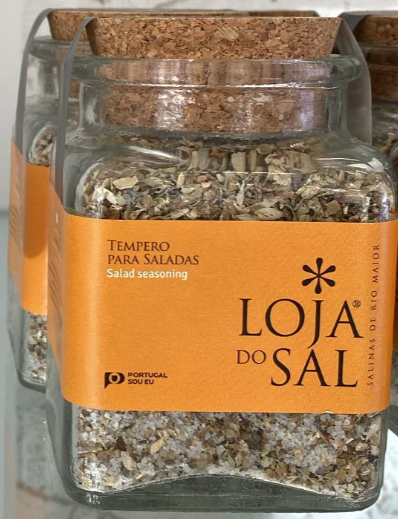 TEMPERO
PARA SALADAS
Salad seasoning
LOJA®
DO SAL
SALINAS DE RIO MAIOR
PORTUGAL
SOU EU